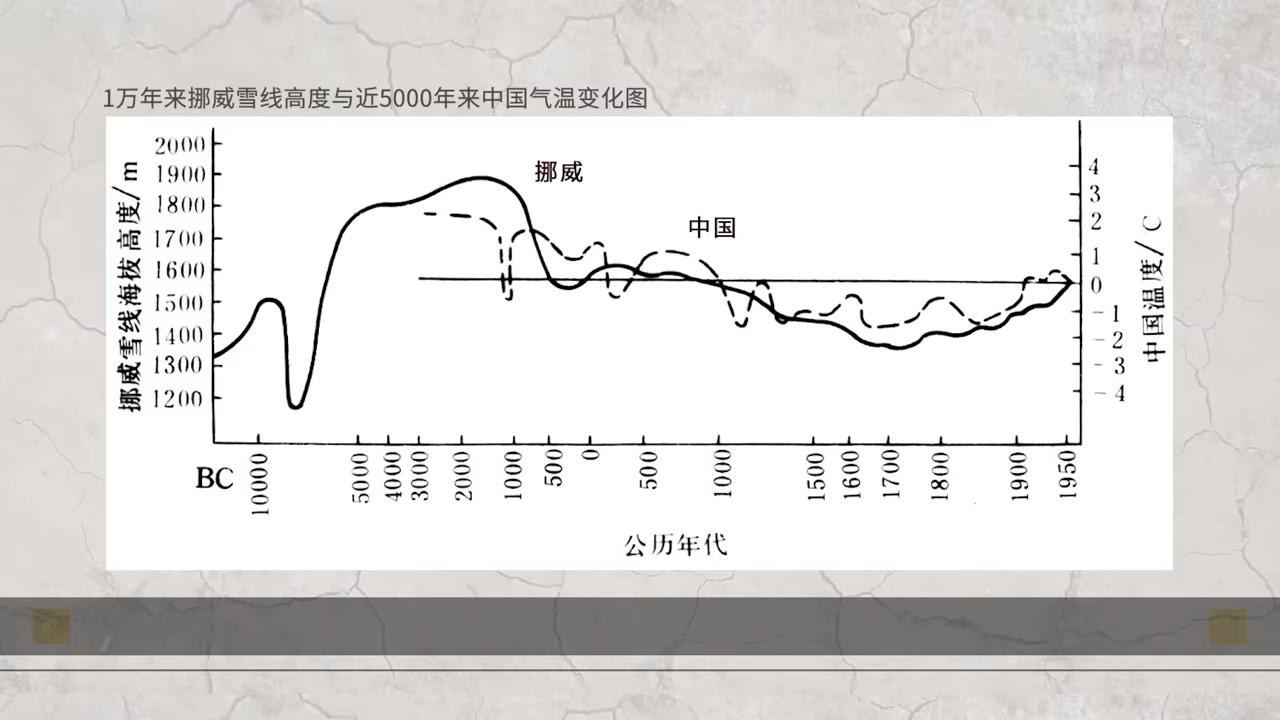 1万年来挪威雪线高度与近5000年来中国气温变化图
挪威雪线海拔高度/m
2000
1900
1800
1700
1600
1500
1400
1300
1200
挪威
中国
4
3
2
1
0
-1
-2
-3
-4
中国温度/C
BC
10000 5000 4000 3000 2000 1000 500 0 500 1000 1500 1600 1700 1800 1900 1950
公历年代